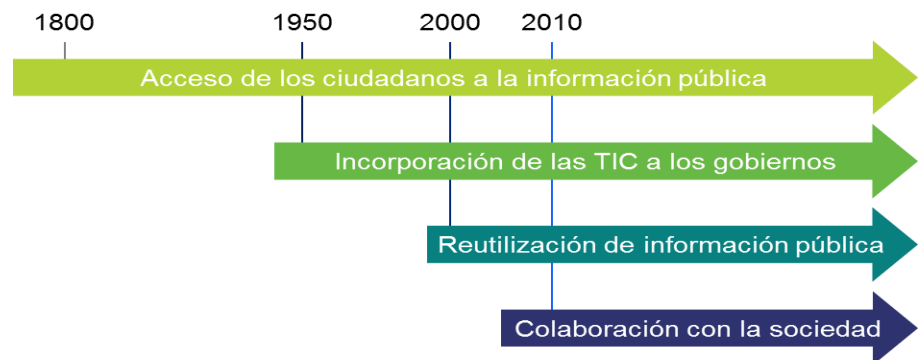 1800 1950 2000 2010
Acceso de los ciudadanos a la información pública
Incorporación de las TIC a los gobiernos
Reutilización de información pública
Colaboración con la sociedad